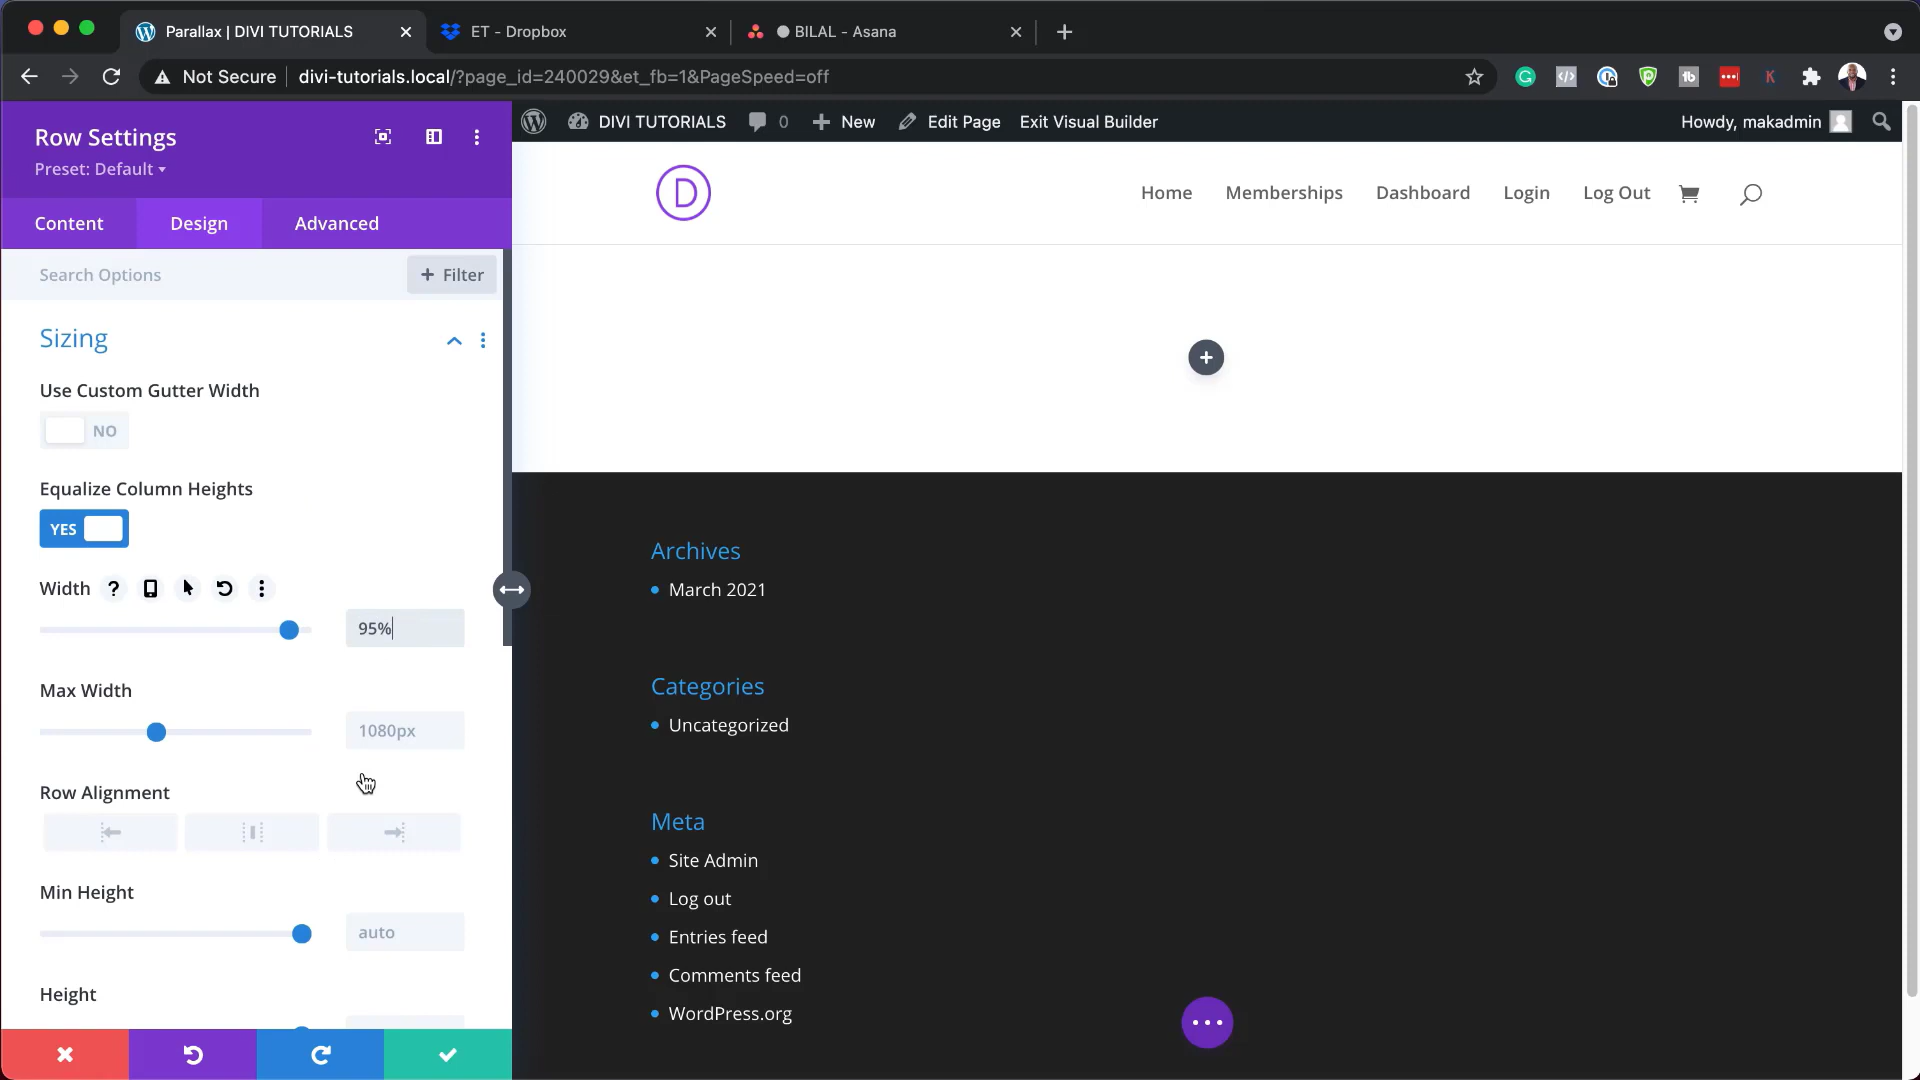 Parallax | DIVI TUTORIALS
ET - Dropbox
BILAL - Asana
Not Secure
divi-tutorials.local/?page_id=240029&et_fb=1&PageSpeed=off
Row Settings
Preset: Default
Content
Design
Advanced
Search Options
+ Filter
Sizing
Use Custom Gutter Width
NO
Equalize Column Heights
YES
Width
95%
Max Width
1080px
Row Alignment
Min Height
auto
Height
DIVI TUTORIALS
0
New
Edit Page
Exit Visual Builder
Howdy, makadmin
D
Home
Memberships
Dashboard
Login
Log Out
Archives
March 2021
Categories
Uncategorized
Meta
Site Admin
Log out
Entries feed
Comments feed
WordPress.org